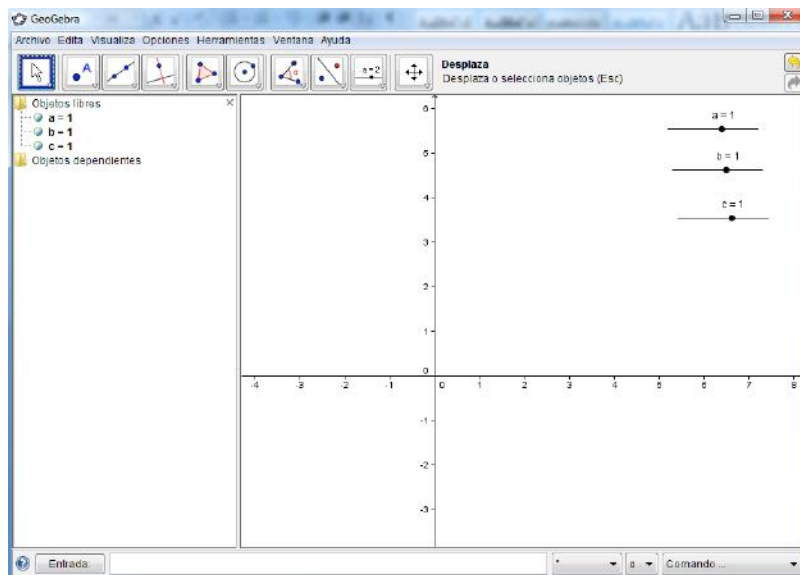 GeoGebra
Archivo Edita Visualiza Opciones Herramientas Ventana Ayuda
A
α
a=2
Desplaza
Desplaza o selecciona objetos (Esc)
Objetos libres
a = 1
b = 1
c = 1
Objetos dependientes
a = 1
b = 1
c = 1
6
5
4
3
2
1
0
-4 -3 -2 -1 0 1 2 3 4 5 6 7 8
-1
-2
-3
Entrada:
Comando ...